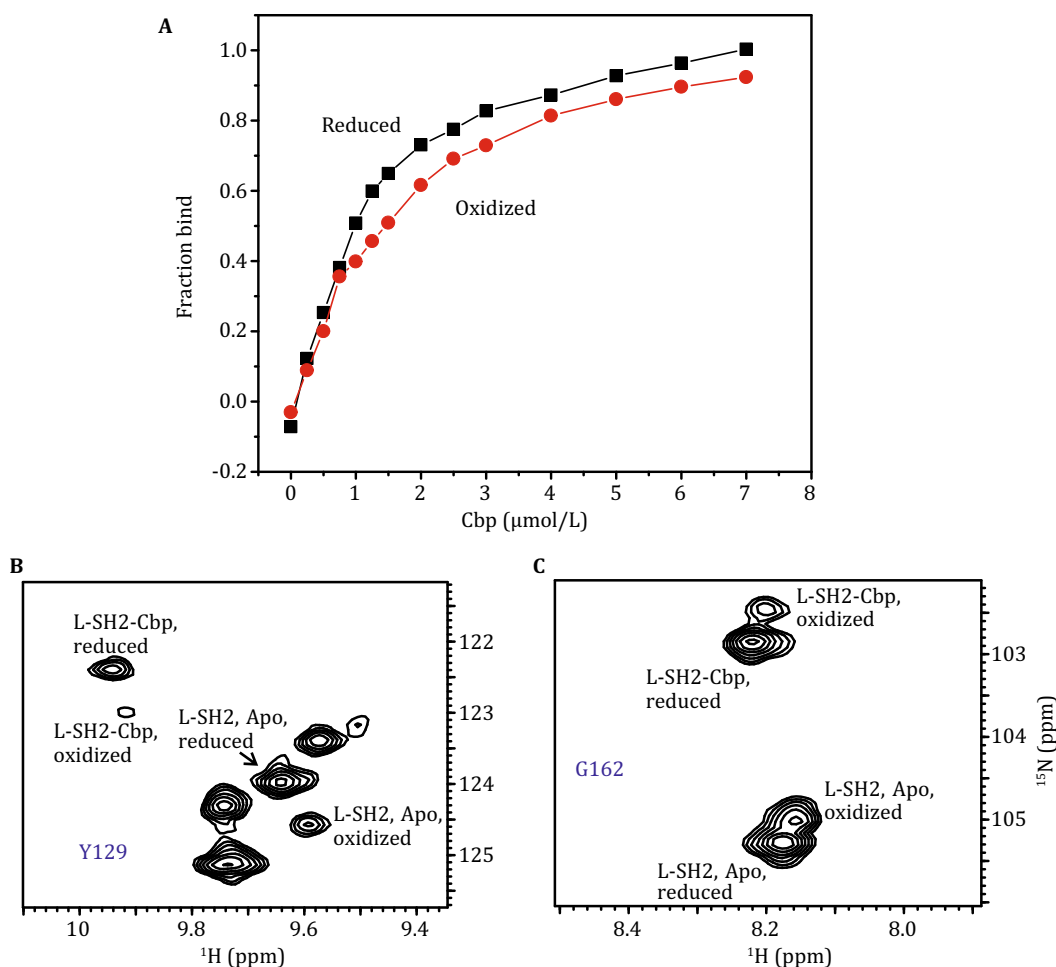 A
1.0
0.8
0.6
0.4
0.2
0.0
-0.2
Fraction bind
Reduced
Oxidized
0 1 2 3 4 5 6 7 8
Cbp (μmol/L)
B
L-SH2-Cbp,
reduced
L-SH2-Cbp,
oxidized
L-SH2, Apo,
reduced
L-SH2, Apo,
oxidized
Y129
122
123
124
125
10 9.8 9.6 9.4
¹H (ppm)
C
L-SH2-Cbp,
oxidized
L-SH2-Cbp,
reduced
G162
L-SH2, Apo,
oxidized
L-SH2, Apo,
reduced
103
104
105
¹⁵N (ppm)
8.4 8.2 8.0
¹H (ppm)